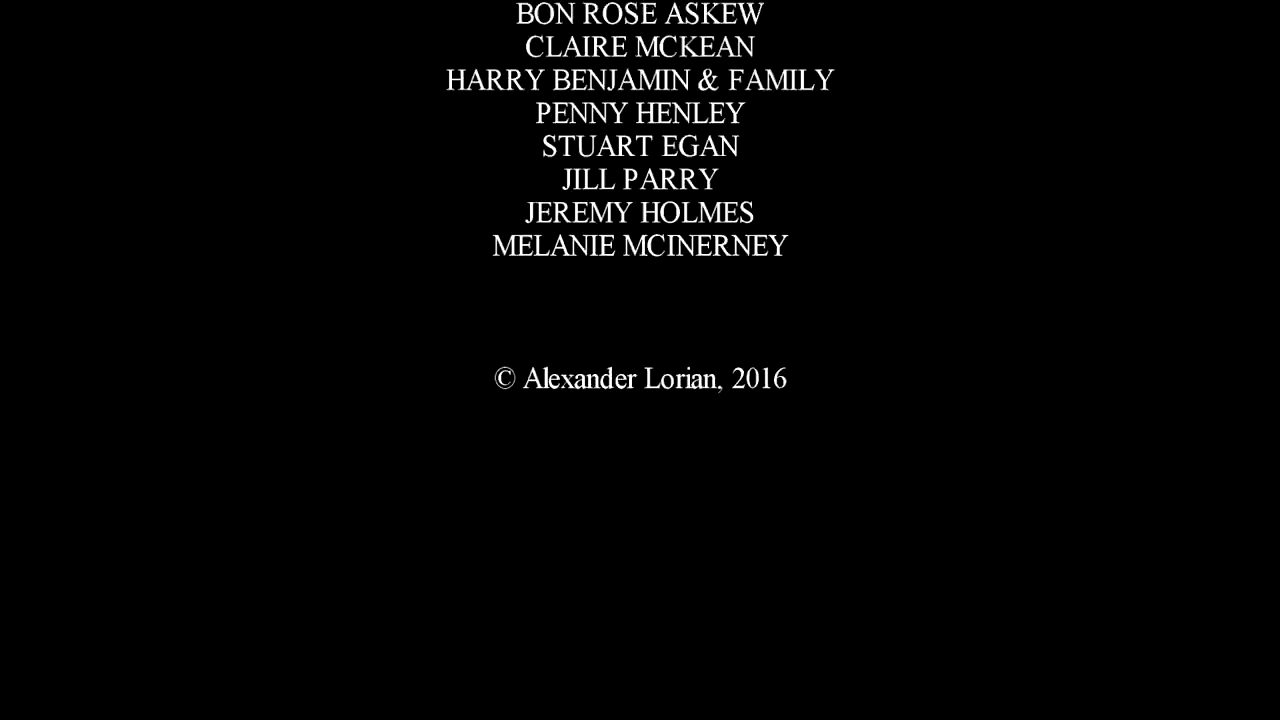 BON ROSE ASKEW
CLAIRE MCKEAN
HARRY BENJAMIN & FAMILY
PENNY HENLEY
STUART EGAN
JILL PARRY
JEREMY HOLMES
MELANIE MCINERNEY
© Alexander Lorian, 2016